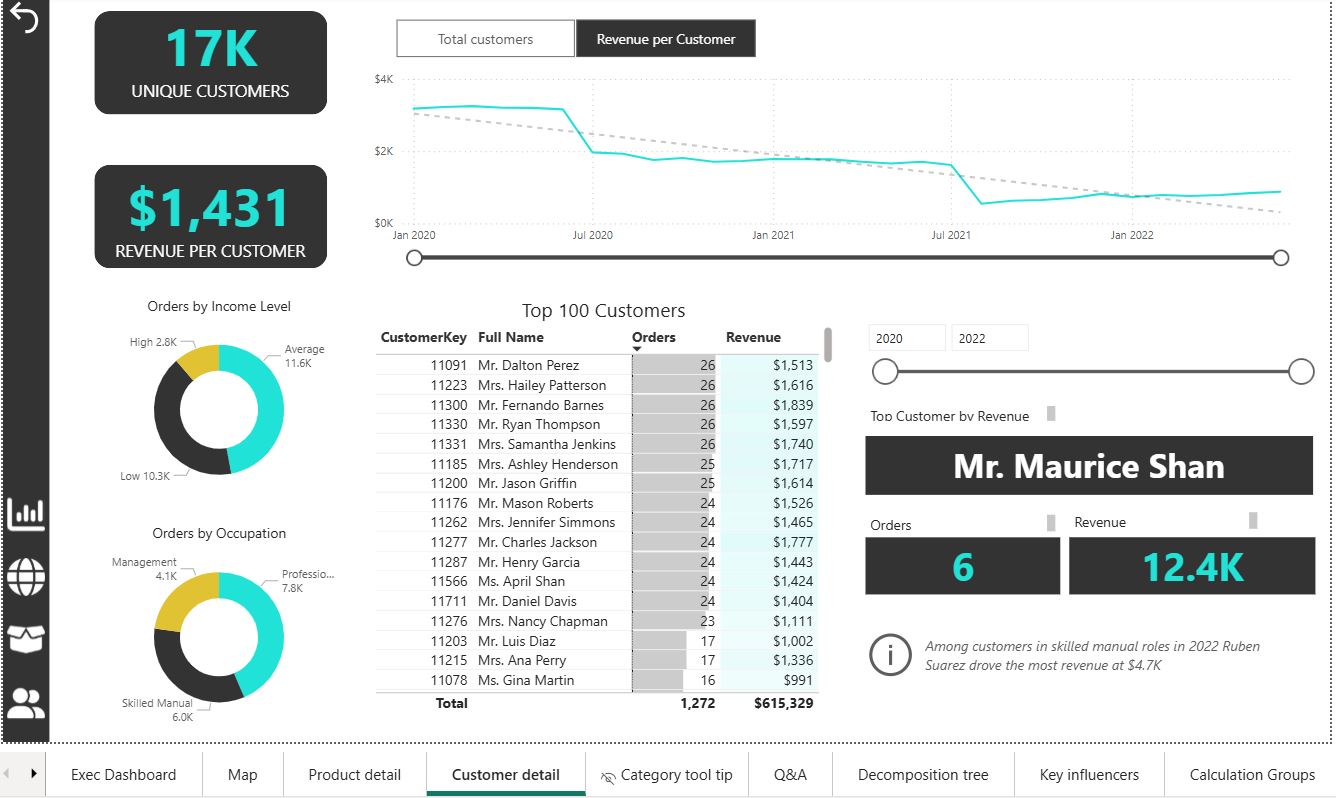 17K
UNIQUE CUSTOMERS
$1,431
REVENUE PER CUSTOMER
Total customers
Revenue per Customer
$4K
$2K
$0K
Jan 2020
Jul 2020
Jan 2021
Jul 2021
Jan 2022
Orders by Income Level
High 2.8K
Average
11.6K
Low 10.3K
Orders by Occupation
Management
4.1K
Professio...
7.8K
Skilled Manual
6.0K
Top 100 Customers
CustomerKey Full Name Orders Revenue
11091 Mr. Dalton Perez 26 $1,513
11223 Mrs. Hailey Patterson 26 $1,616
11300 Mr. Fernando Barnes 26 $1,839
11330 Mr. Ryan Thompson 26 $1,597
11331 Mrs. Samantha Jenkins 26 $1,740
11185 Mrs. Ashley Henderson 25 $1,717
11200 Mr. Jason Griffin 25 $1,614
11176 Mr. Mason Roberts 24 $1,526
11262 Mrs. Jennifer Simmons 24 $1,465
11277 Mr. Charles Jackson 24 $1,777
11287 Mr. Henry Garcia 24 $1,443
11566 Ms. April Shan 24 $1,424
11711 Mr. Daniel Davis 24 $1,404
11276 Mrs. Nancy Chapman 23 $1,111
11203 Mr. Luis Diaz 17 $1,002
11215 Mrs. Ana Perry 17 $1,336
11078 Ms. Gina Martin 16 $991
Total 1,272 $615,329
2020
2022
Top Customer by Revenue
Mr. Maurice Shan
Orders
6
Revenue
12.4K
i
Among customers in skilled manual roles in 2022 Ruben
Suarez drove the most revenue at $4.7K
Exec Dashboard
Map
Product detail
Customer detail
Category tool tip
Q&A
Decomposition tree
Key influencers
Calculation Groups